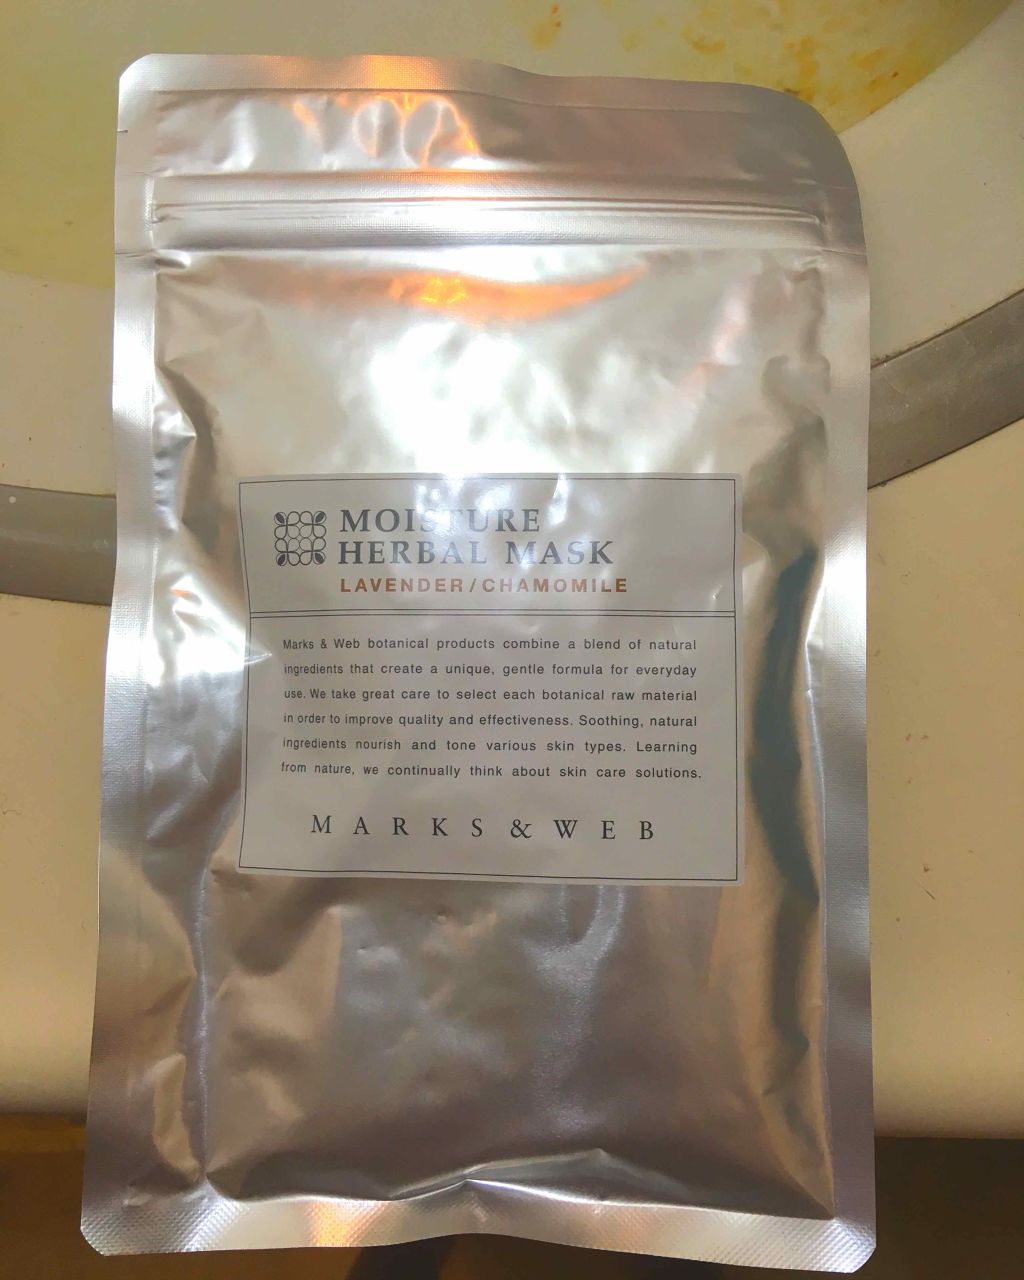 MOISTURE
HERBAL MASK
LAVENDER/CHAMOMILE
Marks & Web botanical products combine a blend of natural
ingredients that create a unique, gentle formula for everyday
use. We take great care to select each botanical raw material
in order to improve quality and effectiveness. Soothing, natural
ingredients nourish and tone various skin types. Learning
from nature, we continually think about skin care solutions.
MARKS & WEB